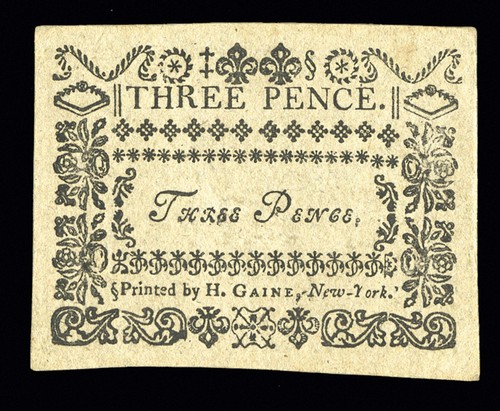 THREE PENCE.
THREE PENCE,
§Printed by H. GAINE, New-York.